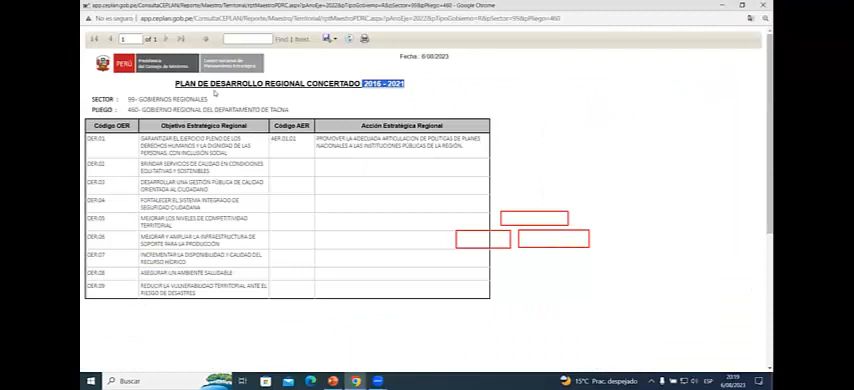 app.ceplan.gob.pe/ConsultaCEPLAN/Reporte/Maestro/Territorial/rptMaestroPDRC.aspx?pAnoEje=2022&pTipoGobierno=R&pSector=99&pPliego=460 - Google Chrome
No es seguro | app.ceplan.gob.pe/ConsultaCEPLAN/Reporte/Maestro/Territorial/rptMaestroPDRC.aspx?pAnoEje=2022&pTipoGobierno=R&pSector=99&pPliego=460
1 of 1 Find | Next
PERÚ Presidencia del Consejo de Ministros Centro Nacional de Planeamiento Estratégico
Fecha : 6/08/2023
PLAN DE DESARROLLO REGIONAL CONCERTADO 2016 - 2021
SECTOR : 99- GOBIERNOS REGIONALES
PLIEGO : 460- GOBIERNO REGIONAL DEL DEPARTAMENTO DE TACNA
Código OER Objetivo Estratégico Regional Código AER Acción Estratégica Regional
OER.01 GARANTIZAR EL EJERCICIO PLENO DE LOS DERECHOS HUMANOS Y LA DIGNIDAD DE LAS PERSONAS, CON INCLUSIÓN SOCIAL AER.01.01 PROMOVER LA ADECUADA ARTICULACION DE POLITICAS DE PLANES NACIONALES A LAS INSTITUCIONES PÚBLICAS DE LA REGIÓN.
OER.02 BRINDAR SERVICIOS DE CALIDAD EN CONDICIONES EQUITATIVAS Y SOSTENIBLES
OER.03 DESARROLLAR UNA GESTIÓN PÚBLICA DE CALIDAD ORIENTADA AL CIUDADANO
OER.04 FORTALECER EL SISTEMA INTEGRADO DE SEGURIDAD CIUDADANA
OER.05 MEJORAR LOS NIVELES DE COMPETITIVIDAD TERRITORIAL
OER.06 MEJORAR Y AMPLIAR LA INFRAESTRUCTURA DE SOPORTE PARA LA PRODUCCIÓN
OER.07 INCREMENTAR LA DISPONIBILIDAD Y CALIDAD DEL RECURSO HÍDRICO
OER.08 ASEGURAR UN AMBIENTE SALUDABLE
OER.09 REDUCIR LA VULNERABILIDAD TERRITORIAL ANTE EL RIESGO DE DESASTRES
Buscar
15°C Prac. despejado
ESP
20:19
6/08/2023